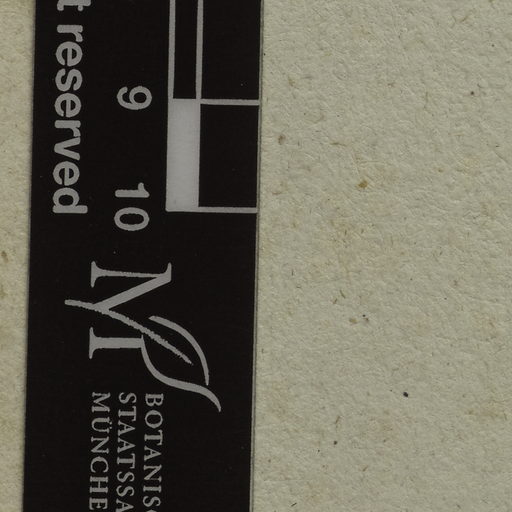 t reserved
9
10
M
BOTANIS
STAATSSA
MÜNCHE